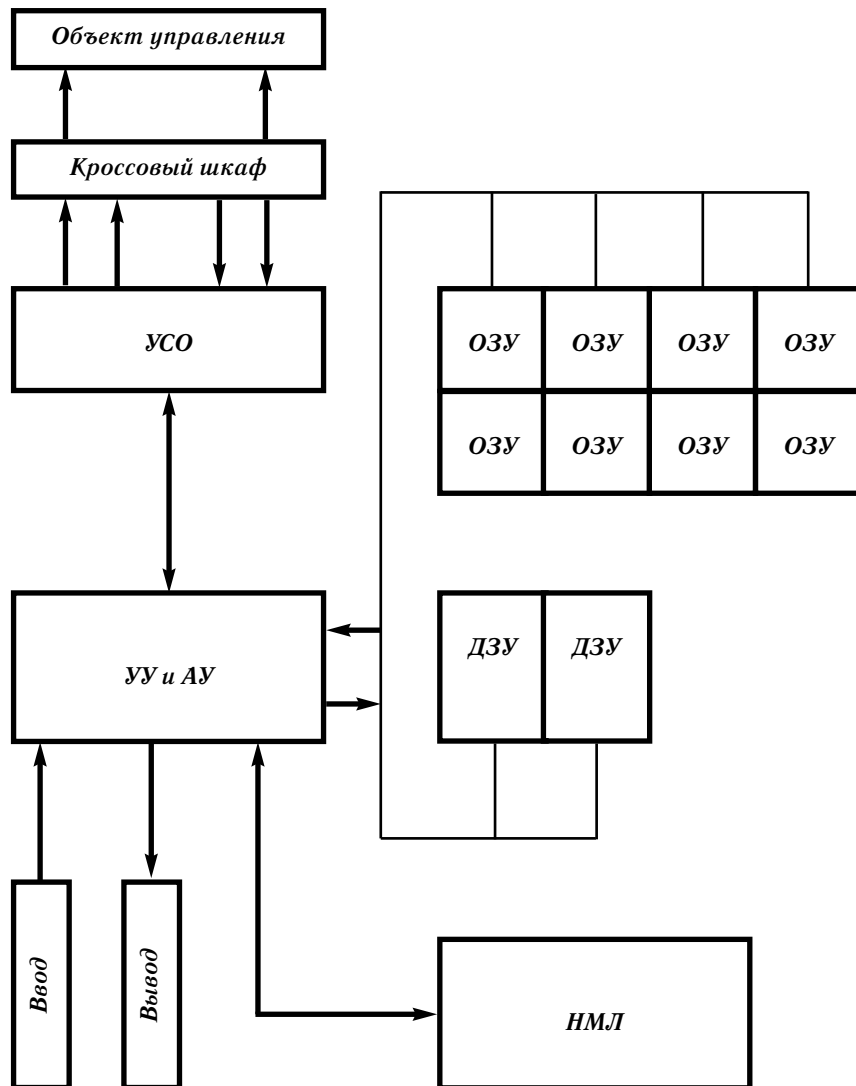 Объект управления
Кроссовый шкаф
УСО
ОЗУ ОЗУ ОЗУ ОЗУ
ОЗУ ОЗУ ОЗУ ОЗУ
УУ и АУ
ДЗУ ДЗУ
Ввод
Вывод
НМЛ